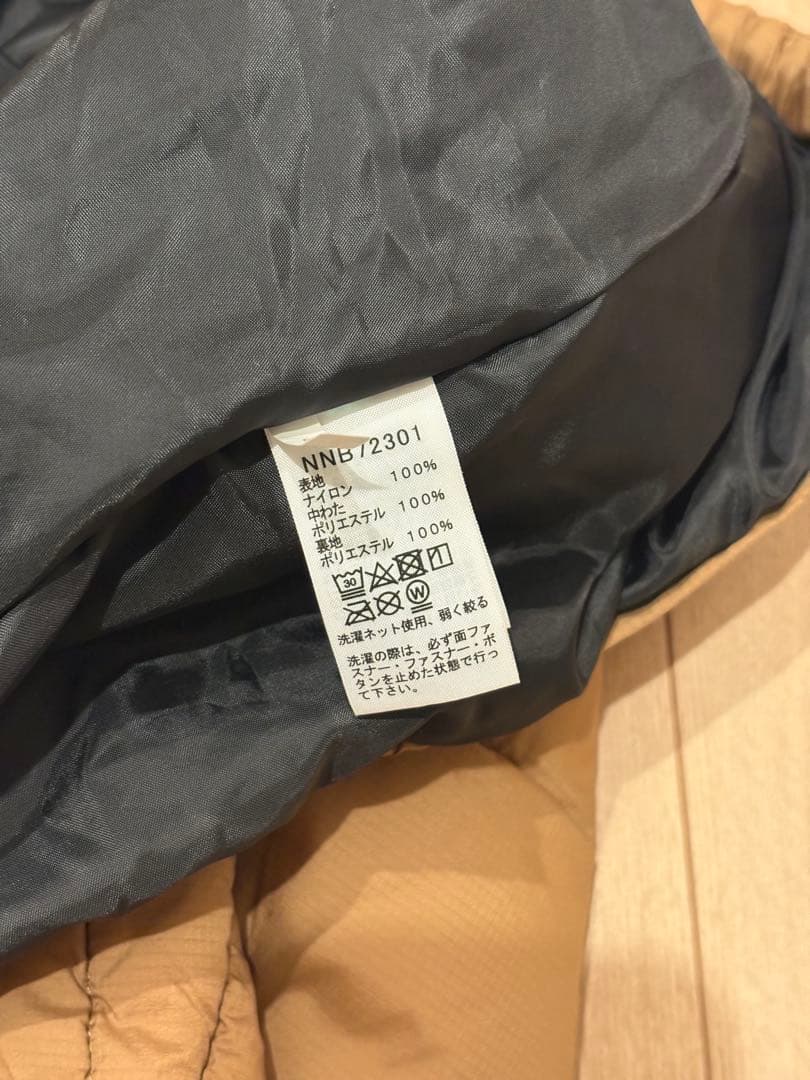 NNB72301
表地
ナイロン 100%
中わた
ポリエステル 100%
裏地
ポリエステル 100%
30
W
洗濯ネット使用、弱く絞る
洗濯の際は、必ず面ファ
スナー・ファスナー・ボ
タンを止めた状態で行っ
て下さい。